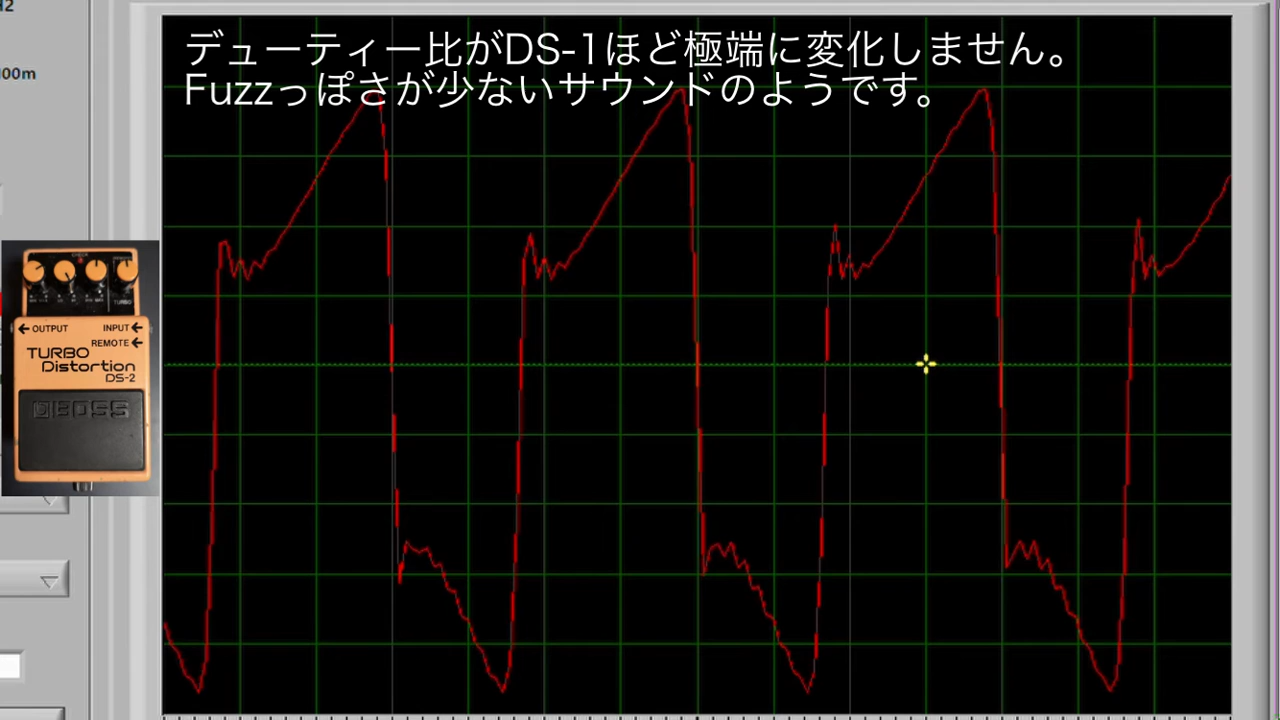 デューティー比がDS-1ほど極端に変化しません。
Fuzzっぽさが少ないサウンドのようです。
00m
OUTPUT INPUT
REMOTE
TURBO
Distortion
DS-2
BOSS